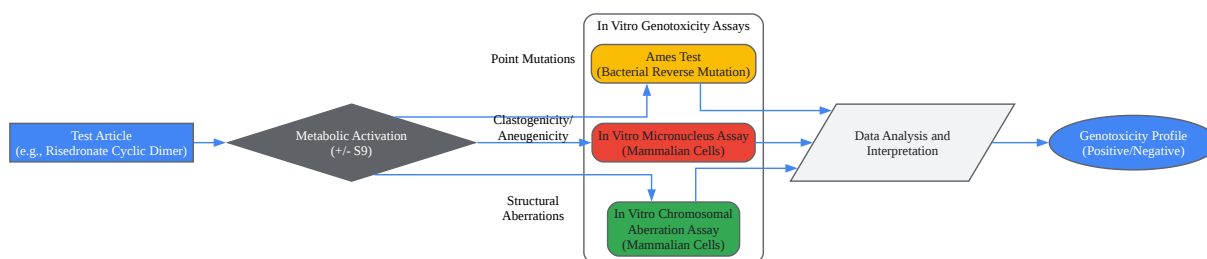 Test Article
(e.g., Risedronate Cyclic Dimer)
Metabolic Activation
(+/- S9)
Point Mutations
Clastogenicity/
Aneugenicity
Structural
Aberrations
In Vitro Genotoxicity Assays
Ames Test
(Bacterial Reverse Mutation)
In Vitro Micronucleus Assay
(Mammalian Cells)
In Vitro Chromosomal
Aberration Assay
(Mammalian Cells)
Data Analysis and
Interpretation
Genotoxicity Profile
(Positive/Negative)